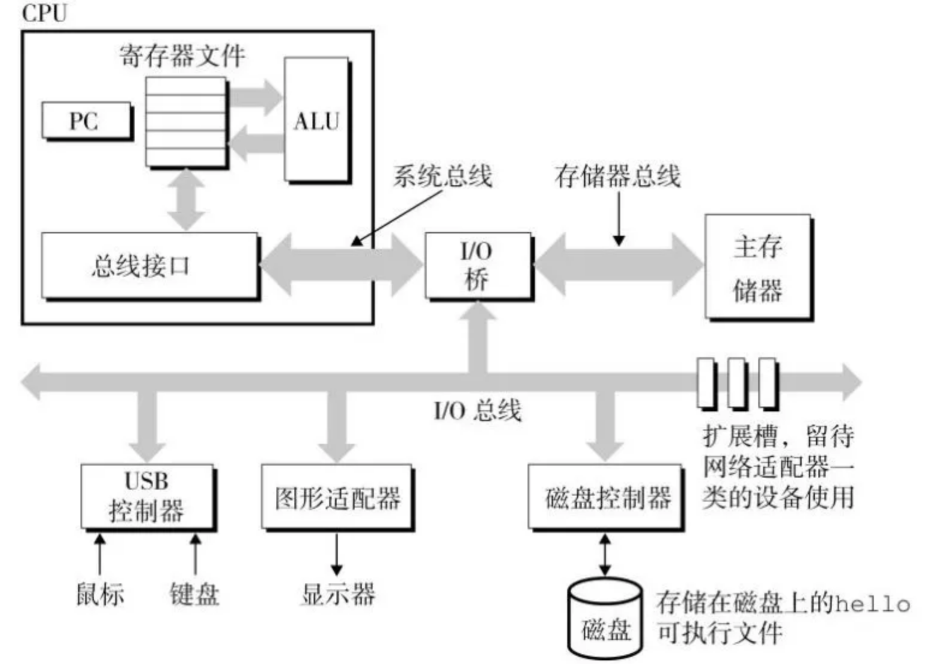 CPU
寄存器文件
PC
ALU
系统总线
存储器总线
总线接口
I/O
桥
主存
储器
I/O 总线
扩展槽，留待
网络适配器一
类的设备使用
USB
控制器
图形适配器
磁盘控制器
鼠标
键盘
显示器
磁盘
存储在磁盘上的hello
可执行文件